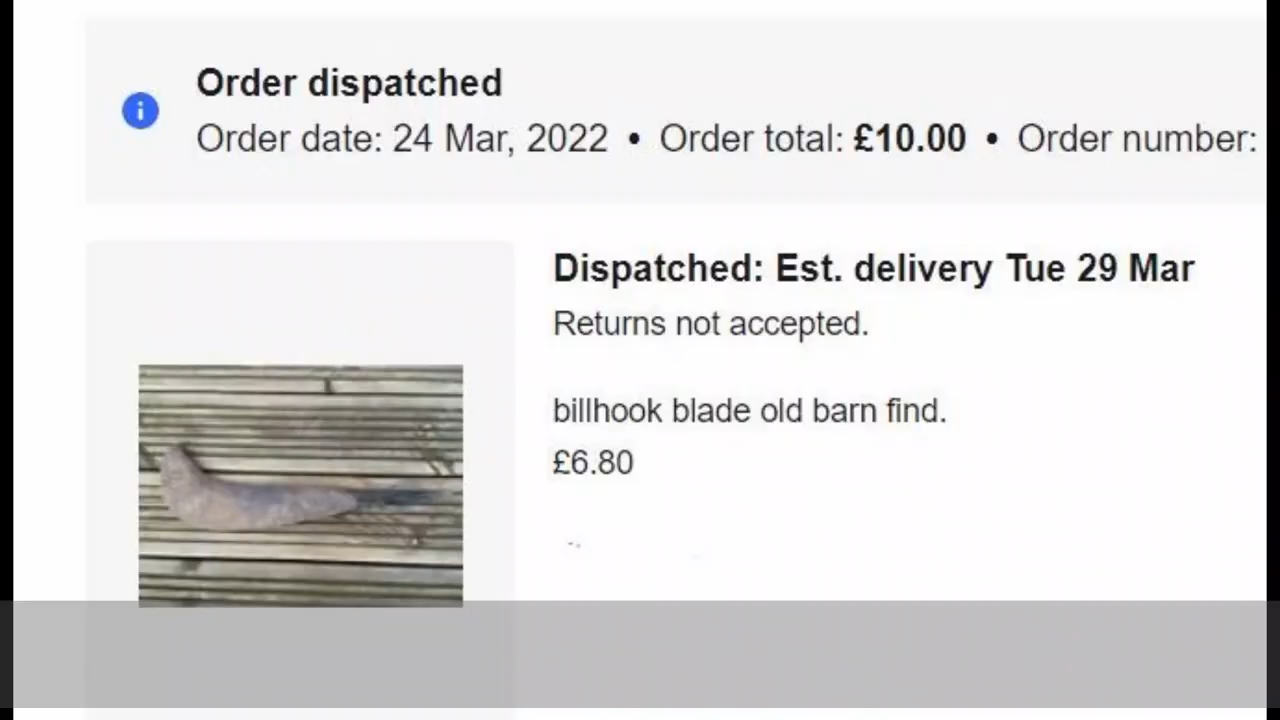 Order dispatched
Order date: 24 Mar, 2022 • Order total: £10.00 • Order number:
Dispatched: Est. delivery Tue 29 Mar
Returns not accepted.
billhook blade old barn find.
£6.80